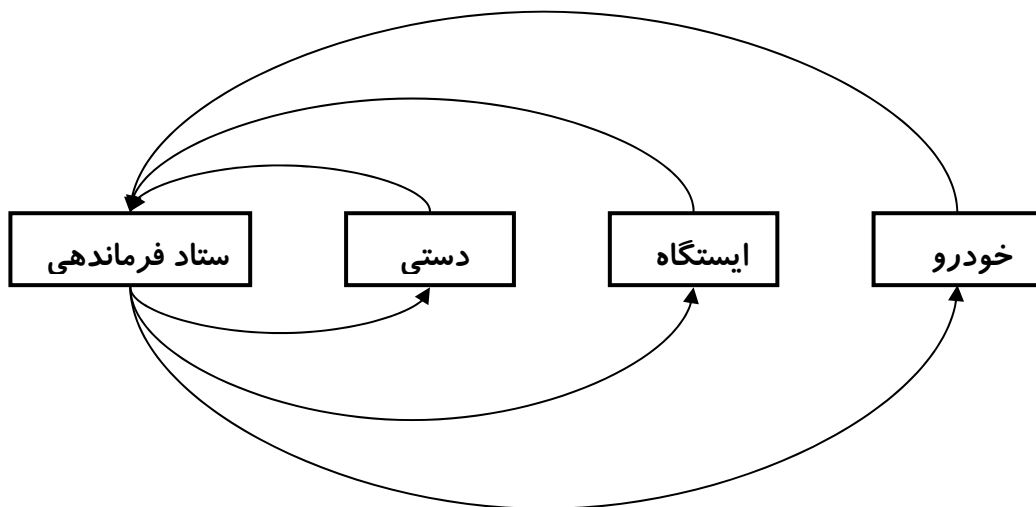 خودرو
ایستگاه
دستی
ستاد فرماندهی